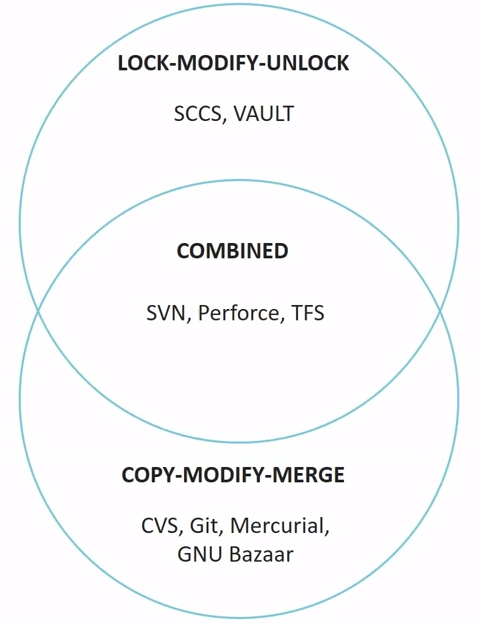 LOCK-MODIFY-UNLOCK
SCCS, VAULT
COMBINED
SVN, Perforce, TFS
COPY-MODIFY-MERGE
CVS, Git, Mercurial,
GNU Bazaar